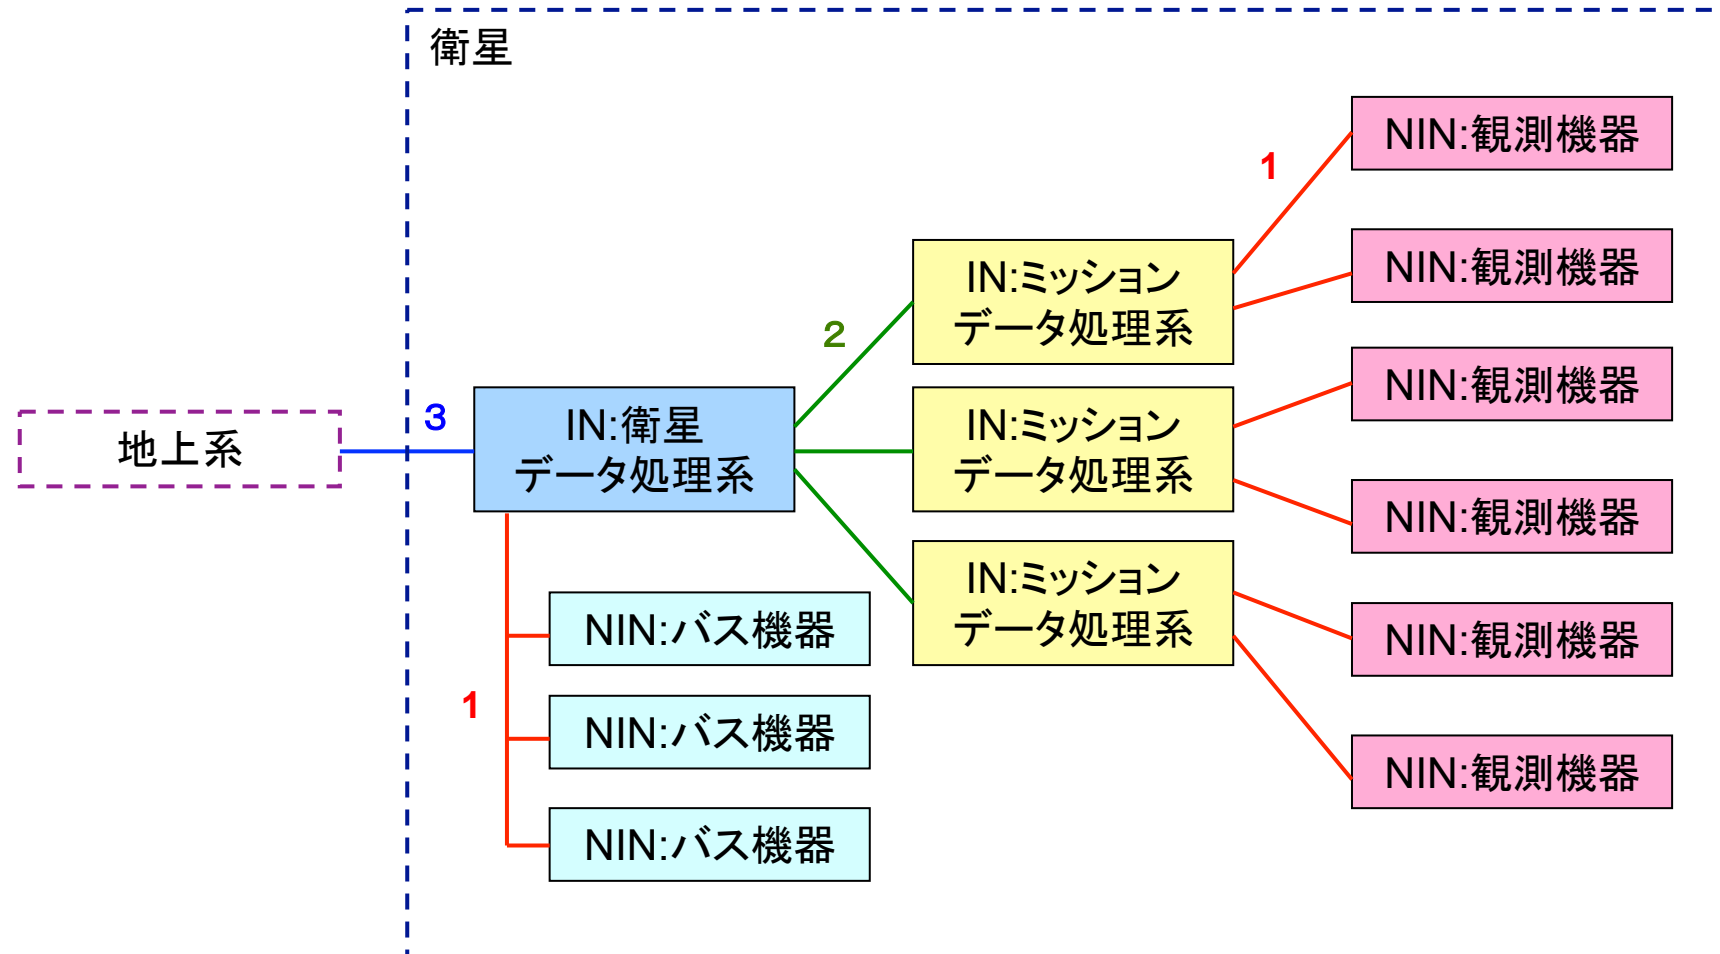 衛星
地上系
3
IN:衛星
データ処理系
2
IN:ミッション
データ処理系
IN:ミッション
データ処理系
IN:ミッション
データ処理系
1
NIN:観測機器
NIN:観測機器
NIN:観測機器
NIN:観測機器
NIN:観測機器
NIN:観測機器
1
NIN:バス機器
NIN:バス機器
NIN:バス機器